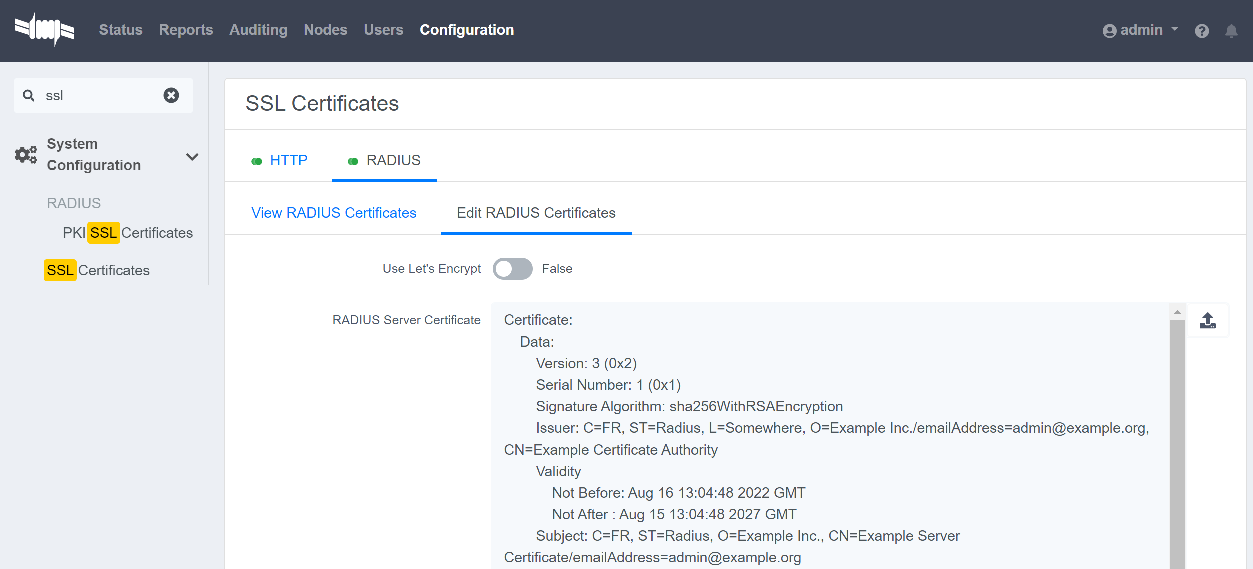 Status Reports Auditing Nodes Users Configuration admin
ssl
System
Configuration
RADIUS
PKI SSL Certificates
SSL Certificates
SSL Certificates
HTTP RADIUS
View RADIUS Certificates Edit RADIUS Certificates
Use Let's Encrypt False
RADIUS Server Certificate
Certificate:
Data:
Version: 3 (0x2)
Serial Number: 1 (0x1)
Signature Algorithm: sha256WithRSAEncryption
Issuer: C=FR, ST=Radius, L=Somewhere, O=Example Inc./emailAddress=admin@example.org,
CN=Example Certificate Authority
Validity
Not Before: Aug 16 13:04:48 2022 GMT
Not After : Aug 15 13:04:48 2027 GMT
Subject: C=FR, ST=Radius, O=Example Inc., CN=Example Server
Certificate/emailAddress=admin@example.org